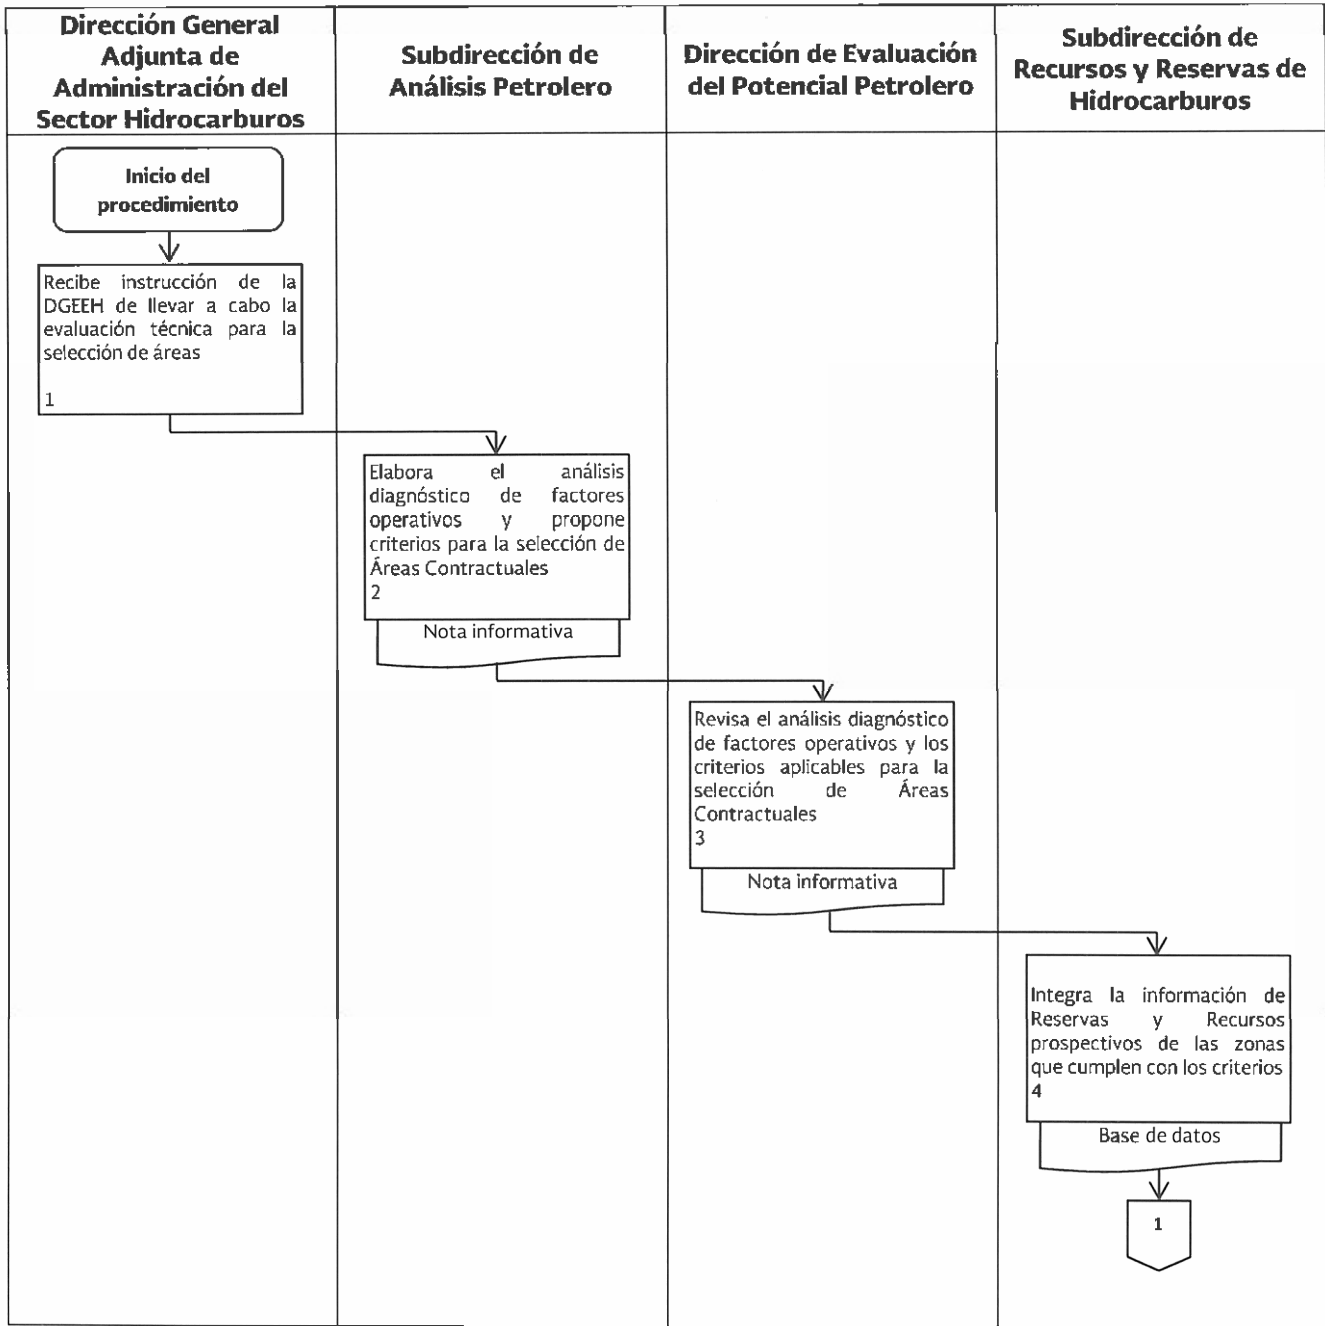 Dirección General
Adjunta de
Administración del
Sector Hidrocarburos
Subdirección de
Análisis Petrolero
Dirección de Evaluación
del Potencial Petrolero
Subdirección de
Recursos y Reservas de
Hidrocarburos
Inicio del
procedimiento
Recibe instrucción de la
DGEEH de llevar a cabo la
evaluación técnica para la
selección de áreas
1
Elabora el análisis
diagnóstico de factores
operativos y propone
criterios para la selección de
Áreas Contractuales
2
Nota informativa
Revisa el análisis diagnóstico
de factores operativos y los
criterios aplicables para la
selección de Áreas
Contractuales
3
Nota informativa
Integra la información de
Reservas y Recursos
prospectivos de las zonas
que cumplen con los criterios
4
Base de datos
1